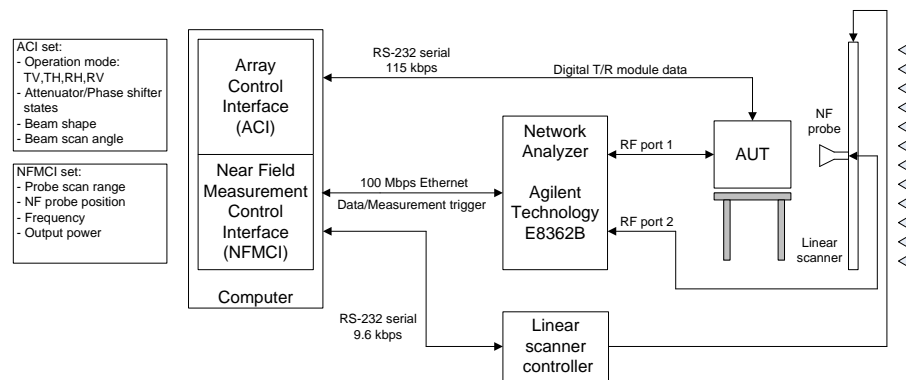 ACI set:
- Operation mode:
TV,TH,RH,RV
- Attenuator/Phase shifter
states
- Beam shape
- Beam scan angle
NFMCI set:
- Probe scan range
- NF probe position
- Frequency
- Output power
Array
Control
Interface
(ACI)
Near Field
Measurement
Control
Interface
(NFMCI)
Computer
RS-232 serial
115 kbps
Digital T/R module data
100 Mbps Ethernet
Data/Measurement trigger
RS-232 serial
9.6 kbps
Network
Analyzer
Agilent
Technology
E8362B
RF port 1
RF port 2
AUT
NF
probe
Linear
scanner
Linear
scanner
controller